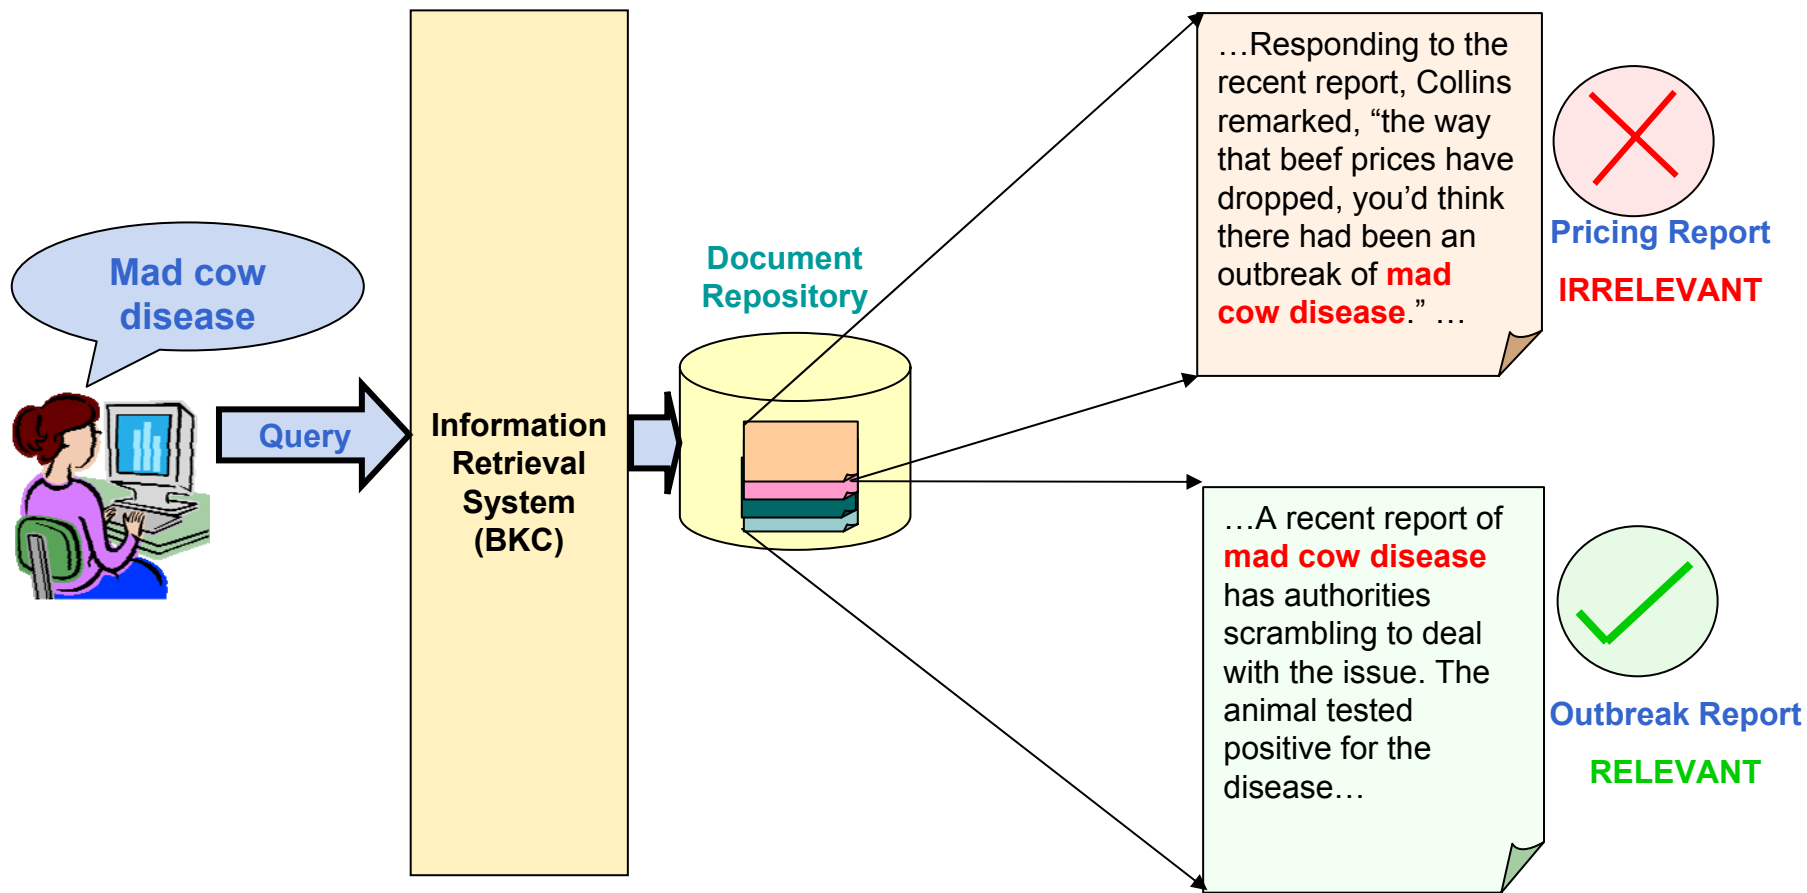 Mad cow
disease
Query
Information
Retrieval
System
(BKC)
Document
Repository
…Responding to the
recent report, Collins
remarked, “the way
that beef prices have
dropped, you’d think
there had been an
outbreak of mad
cow disease.” …
Pricing Report
IRRELEVANT
…A recent report of
mad cow disease
has authorities
scrambling to deal
with the issue. The
animal tested
positive for the
disease…
Outbreak Report
RELEVANT